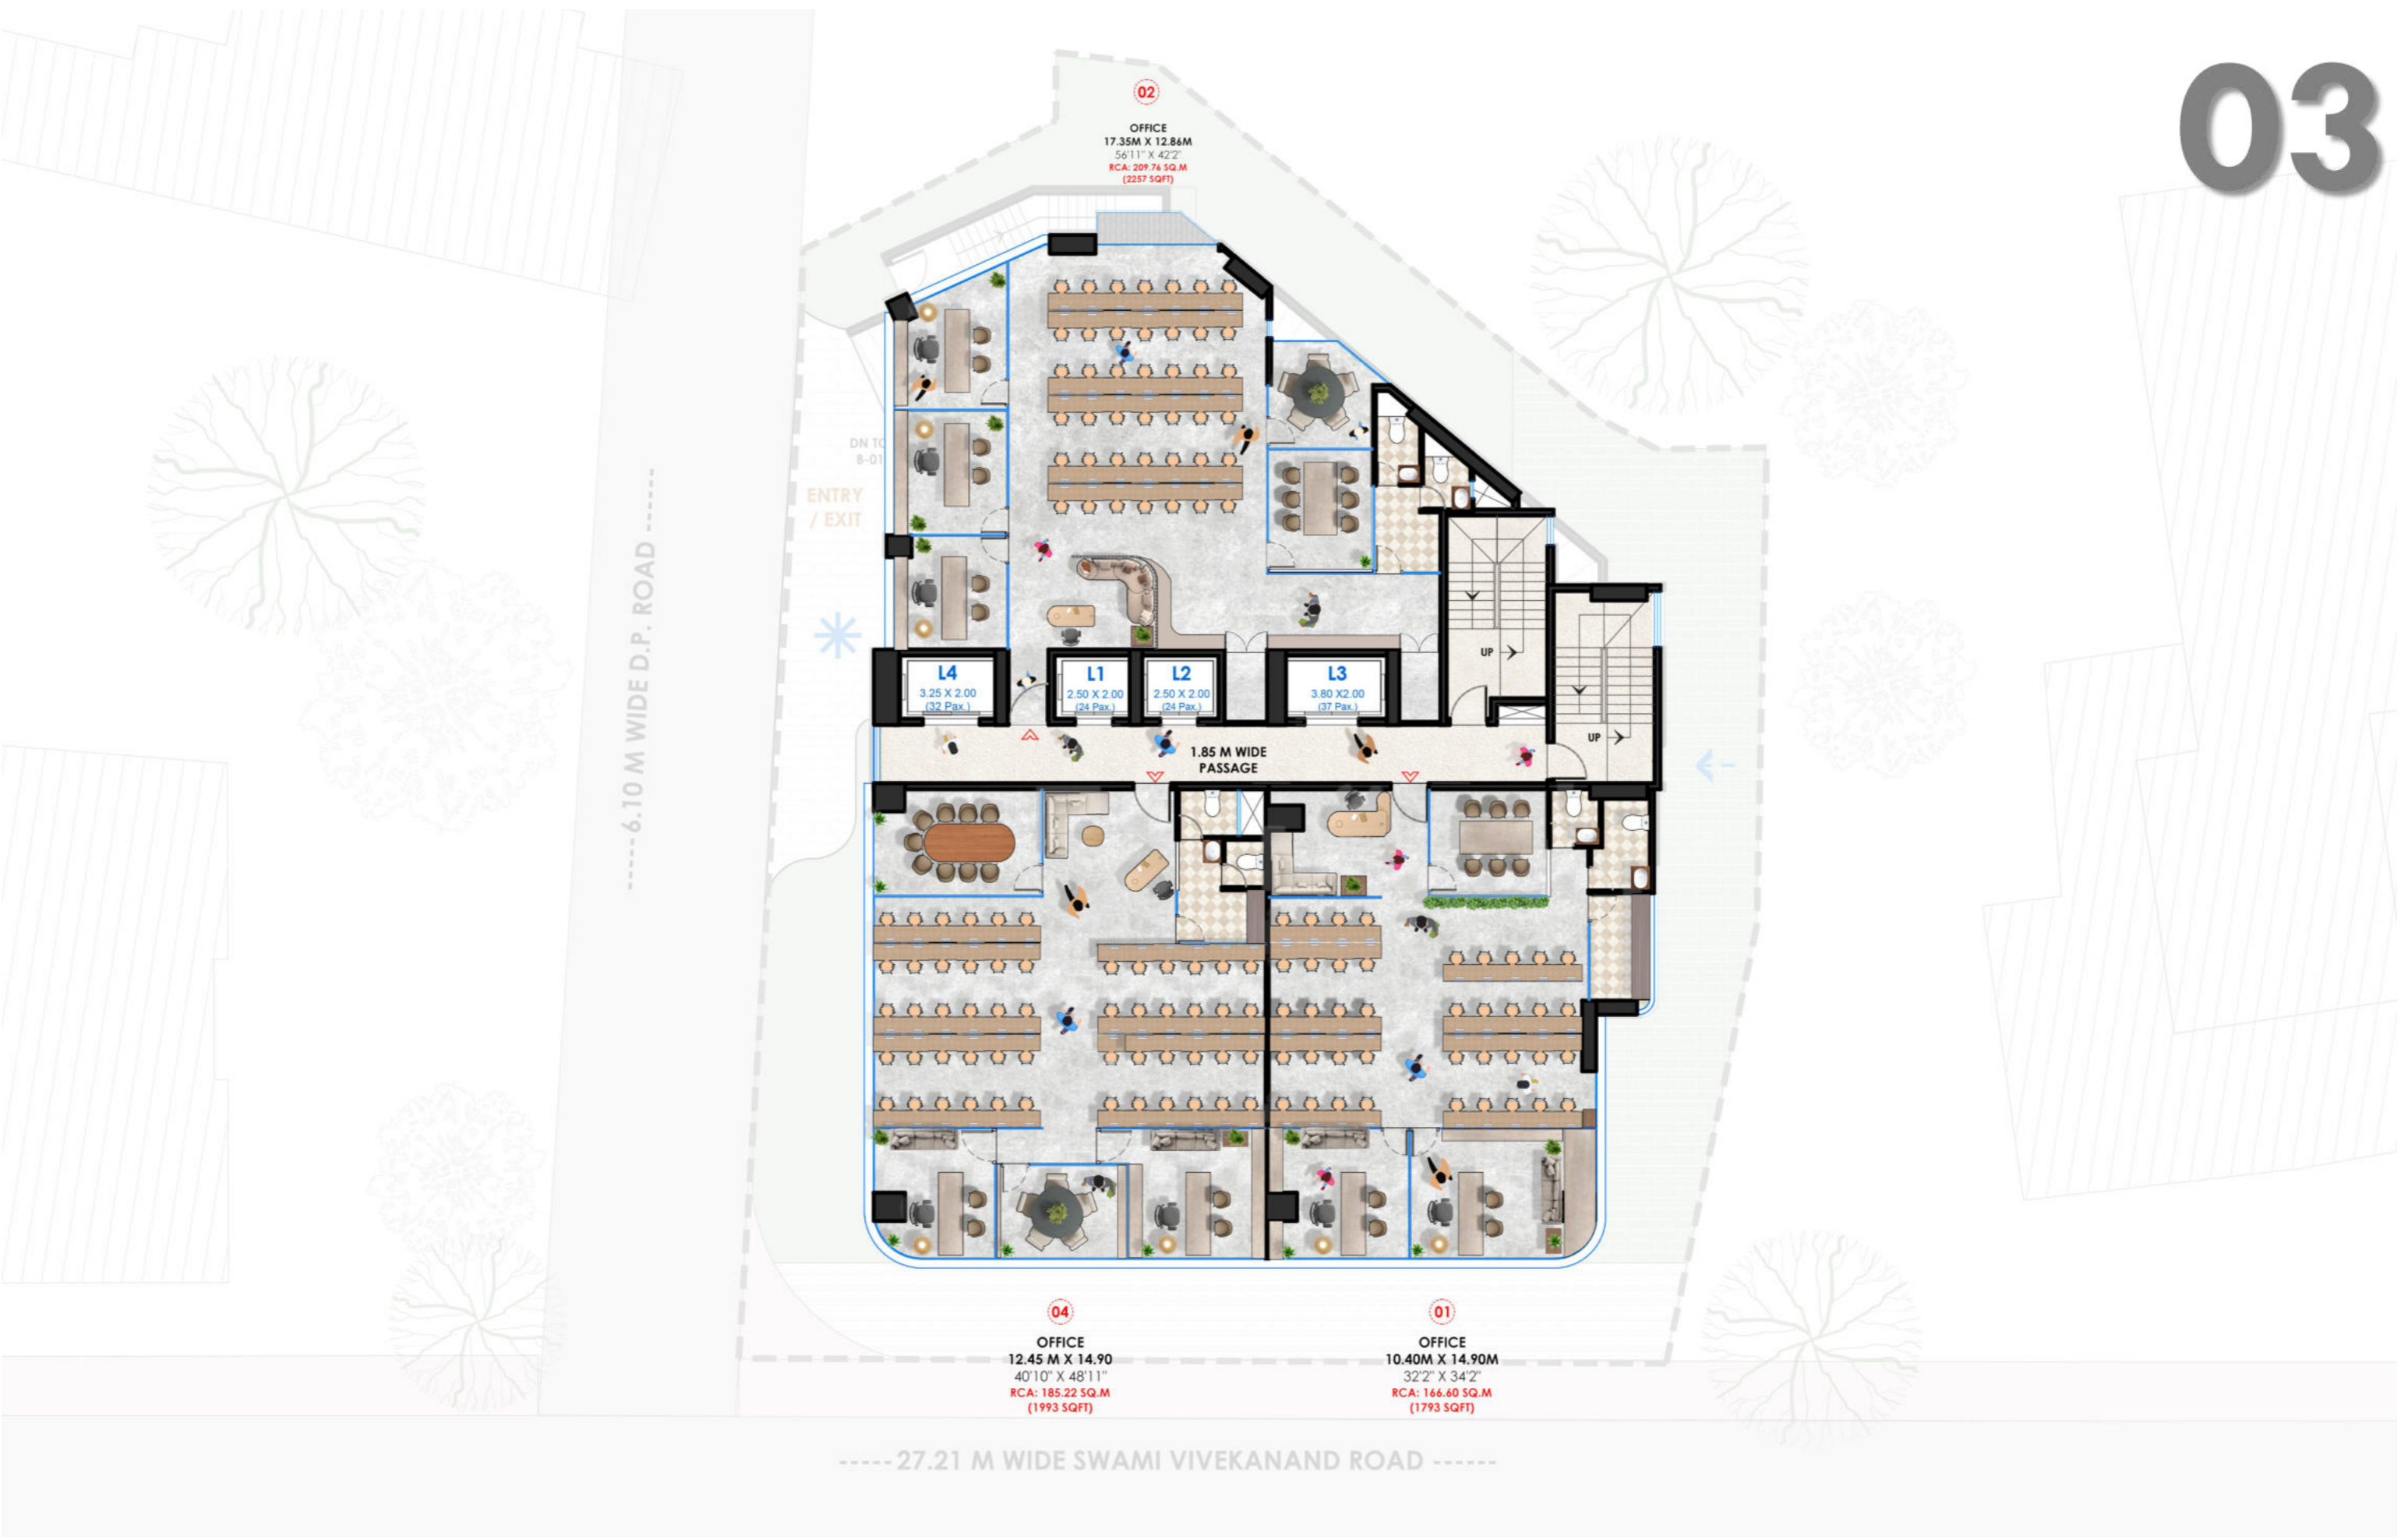 03
02
OFFICE
17.35M X 12.86M
56'11" X 42'2"
RCA: 209.76 SQ.M
(2257 SQFT)
DN TO
B-01
ENTRY
/ EXIT
-----6.10 M WIDE D.P. ROAD ------
UP
UP
L4
3.25 X 2.00
(32 Pax.)
L1
2.50 X 2.00
(24 Pax.)
L2
2.50 X 2.00
(24 Pax.)
L3
3.80 X2.00
(37 Pax.)
1.85 M WIDE
PASSAGE
04
OFFICE
12.45 M X 14.90
40'10" X 48'11"
RCA: 185.22 SQ.M
(1993 SQFT)
01
OFFICE
10.40M X 14.90M
32'2" X 34'2"
RCA: 166.60 SQ.M
(1793 SQFT)
-----27.21 M WIDE SWAMI VIVEKANAND ROAD ------